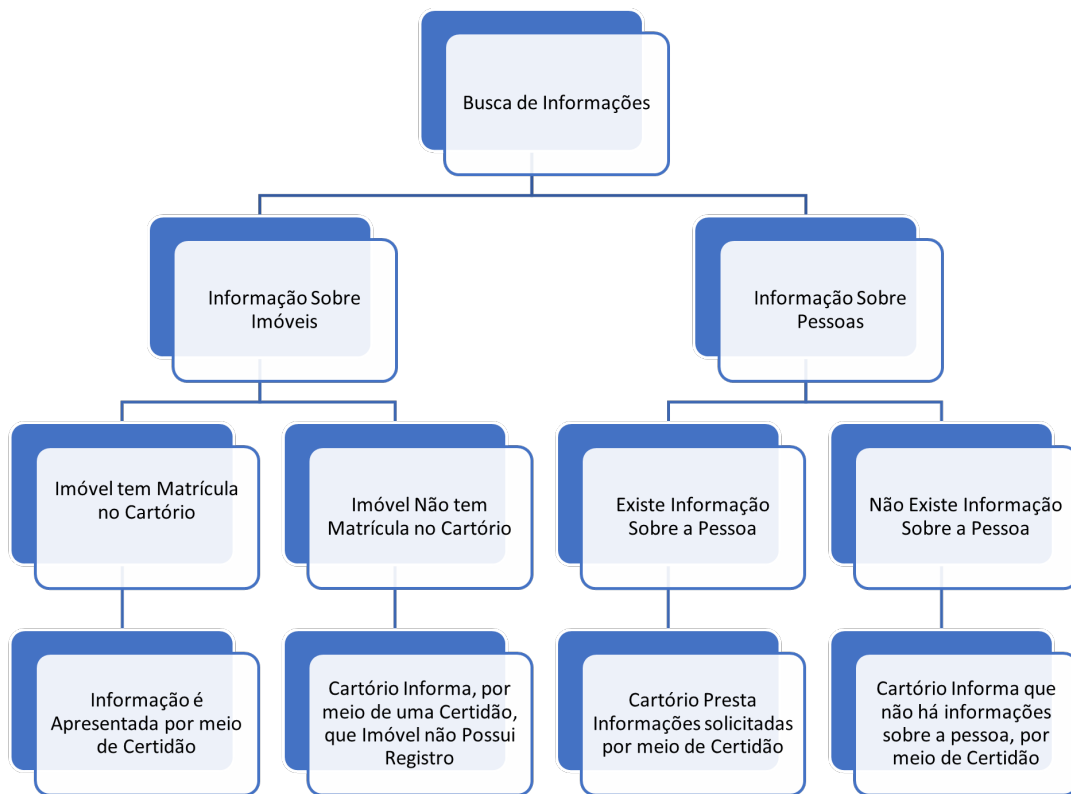 Busca de Informações
Informação Sobre
Imóveis
Informação Sobre
Pessoas
Imóvel tem Matrícula
no Cartório
Imóvel Não tem
Matrícula no Cartório
Existe Informação
Sobre a Pessoa
Não Existe Informação
Sobre a Pessoa
Informação é
Apresentada por meio
de Certidão
Cartório Informa, por
meio de uma Certidão,
que Imóvel não Possui
Registro
Cartório Presta
Informações solicitadas
por meio de Certidão
Cartório Informa que
não há informações
sobre a pessoa, por
meio de Certidão